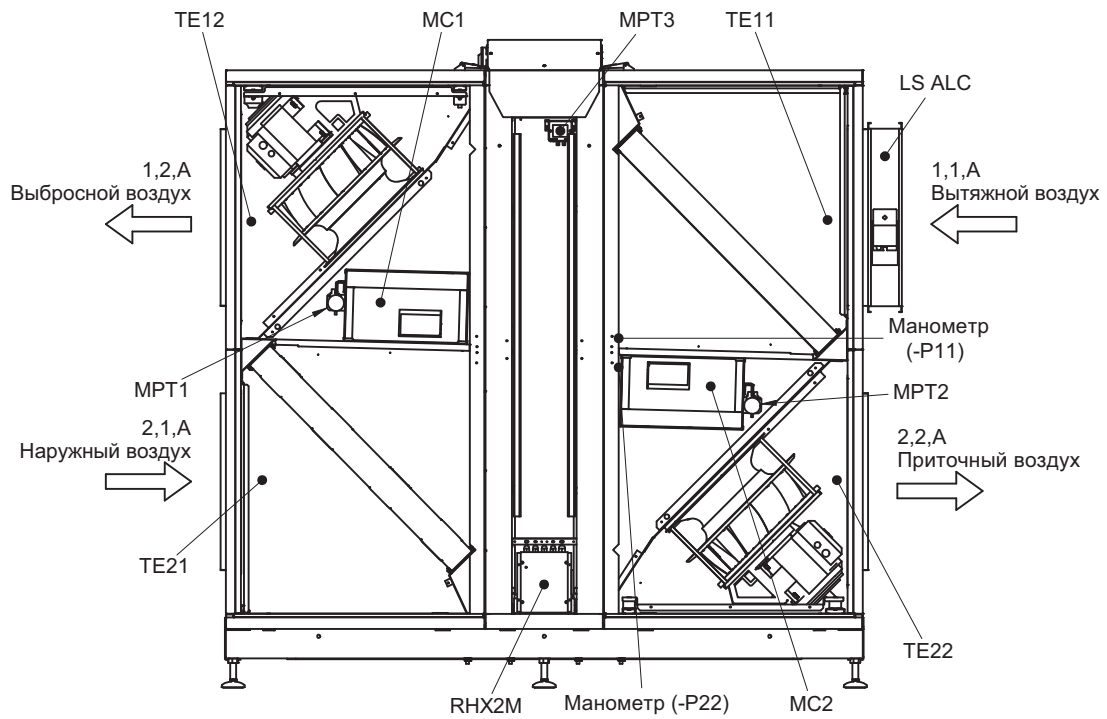 TE12
MC1
MPT3
TE11
LS ALC
1,2,A
Выбросной воздух
1,1,A
Вытяжной воздух
Манометр
(-P11)
MPT1
MPT2
2,1,A
Наружный воздух
2,2,A
Приточный воздух
TE21
TE22
RHX2M
Манометр (-P22)
MC2